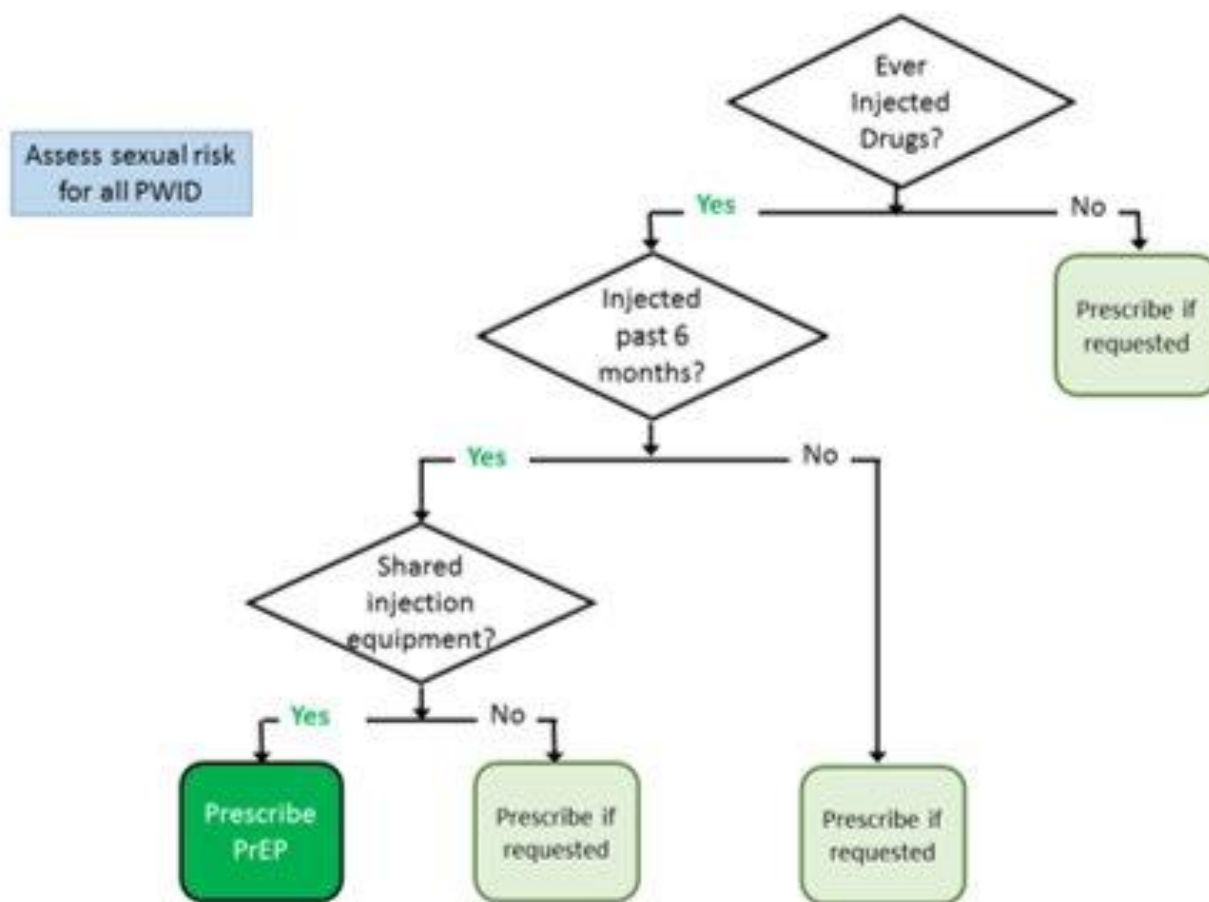 Ever
Injected
Drugs?
Assess sexual risk
for all PWID
Yes
No
Injected
past 6
months?
Prescribe if
requested
Yes
No
Shared
injection
equipment?
Yes
No
Prescribe
PrEP
Prescribe if
requested
Prescribe if
requested